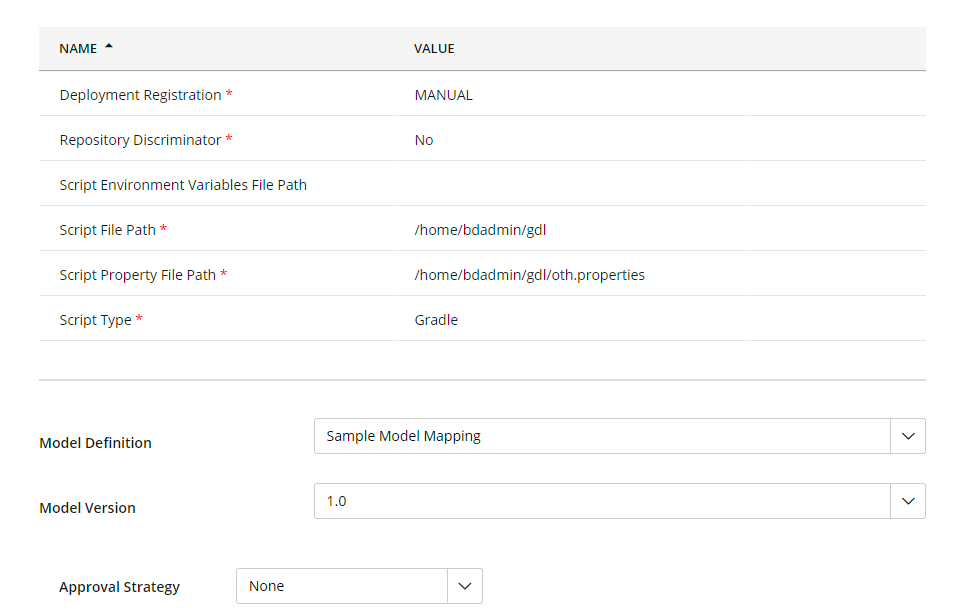 NAME VALUE
Deployment Registration * MANUAL
Repository Discriminator * No
Script Environment Variables File Path
Script File Path * /home/bdadmin/gdl
Script Property File Path * /home/bdadmin/gdl/oth.properties
Script Type * Gradle
Model Definition Sample Model Mapping
Model Version 1.0
Approval Strategy None